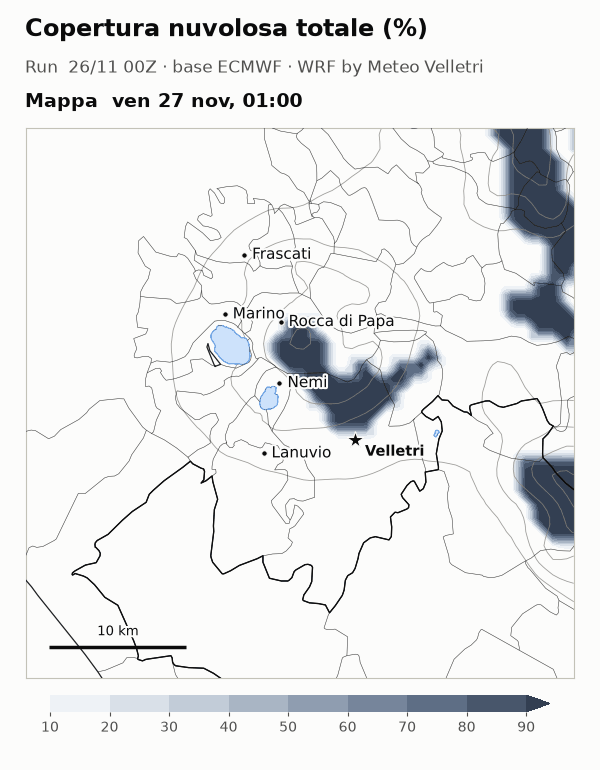 Copertura nuvolosa totale (%)
Run  26/11 00Z · base ECMWF · WRF by Meteo Velletri
Mappa  ven 27 nov, 01:00
Frascati
Marino
Rocca di Papa
Nemi
Velletri
Lanuvio
10 km
10 20 30 40 50 60 70 80 90